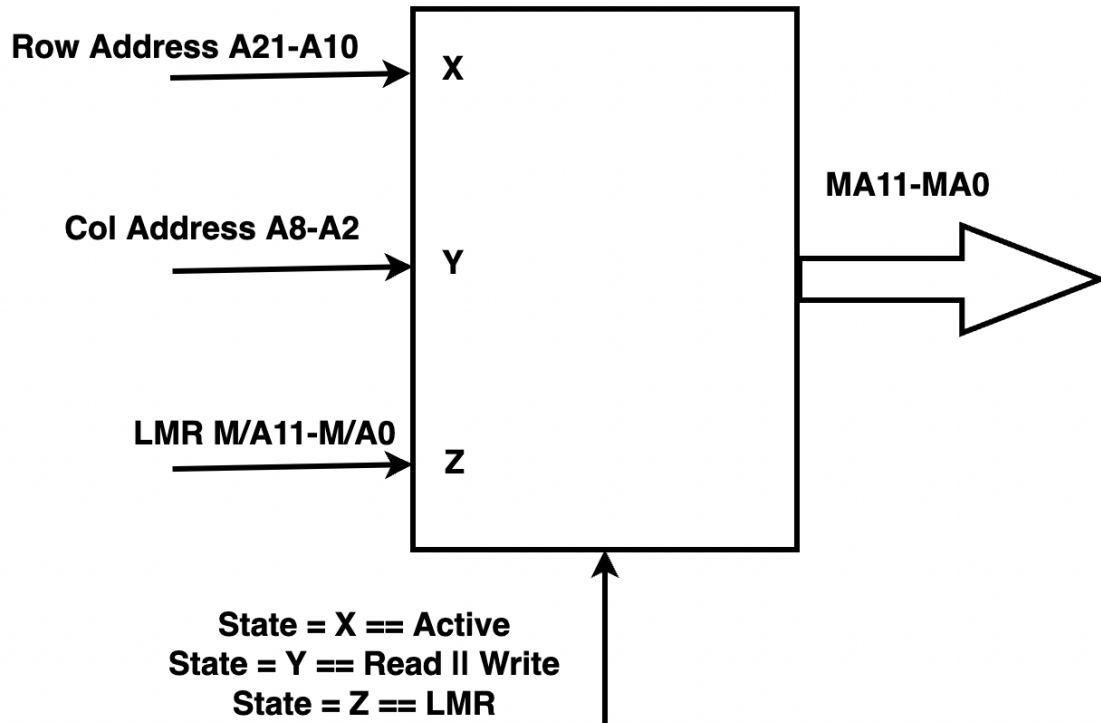 Row Address A21-A10
X
MA11-MA0
Col Address A8-A2
Y
LMR M/A11-M/A0
Z
State = X == Active
State = Y == Read || Write
State = Z == LMR